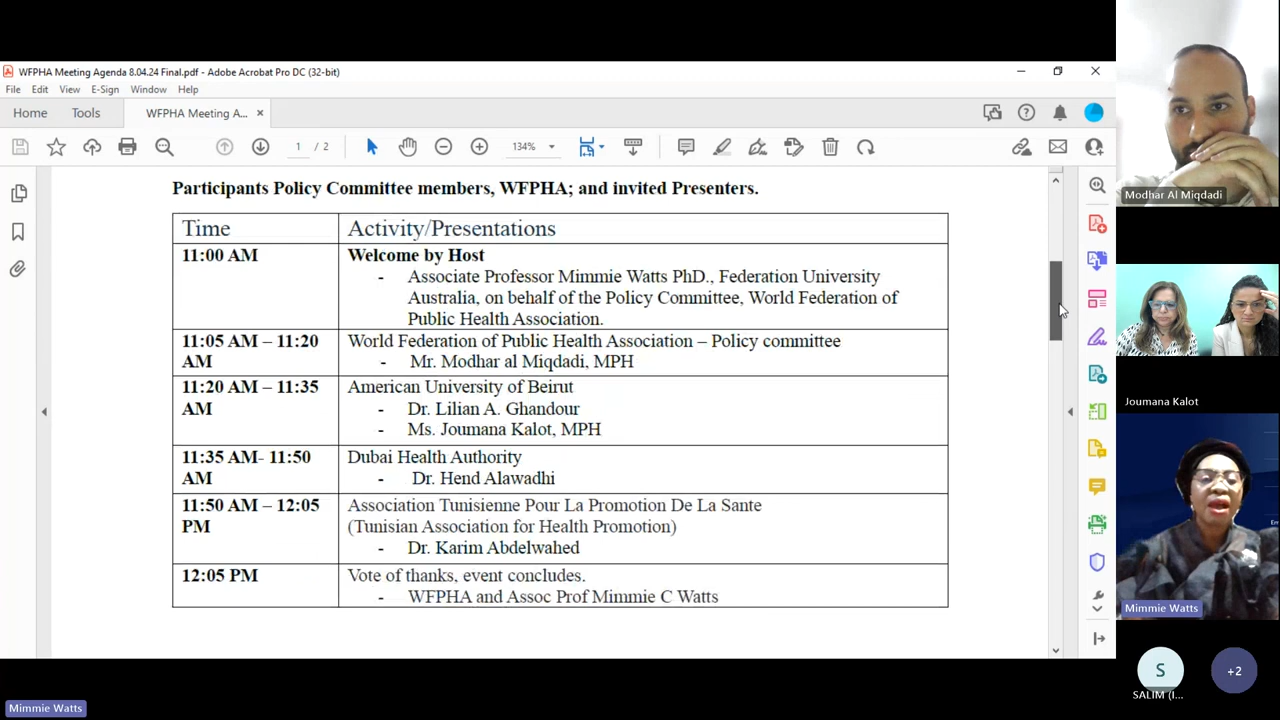 WFPHA Meeting Agenda 8.04.24 Final.pdf - Adobe Acrobat Pro DC (32-bit)
File Edit View E-Sign Window Help
Home Tools WFPHA Meeting A... ×
1 / 2 134%
Participants Policy Committee members, WFPHA; and invited Presenters.
Time Activity/Presentations
11:00 AM Welcome by Host
- Associate Professor Mimmie Watts PhD., Federation University
Australia, on behalf of the Policy Committee, World Federation of
Public Health Association.
11:05 AM – 11:20 World Federation of Public Health Association – Policy committee
AM - Mr. Modhar al Miqdadi, MPH
11:20 AM – 11:35 American University of Beirut
AM - Dr. Lilian A. Ghandour
- Ms. Joumana Kalot, MPH
11:35 AM- 11:50 Dubai Health Authority
AM - Dr. Hend Alawadhi
11:50 AM – 12:05 Association Tunisienne Pour La Promotion De La Sante
PM (Tunisian Association for Health Promotion)
- Dr. Karim Abdelwahed
12:05 PM Vote of thanks, event concludes.
- WFPHA and Assoc Prof Mimmie C Watts
Modhar Al Miqdadi
Joumana Kalot
Mimmie Watts
S
SALIM (I...
+2
Mimmie Watts